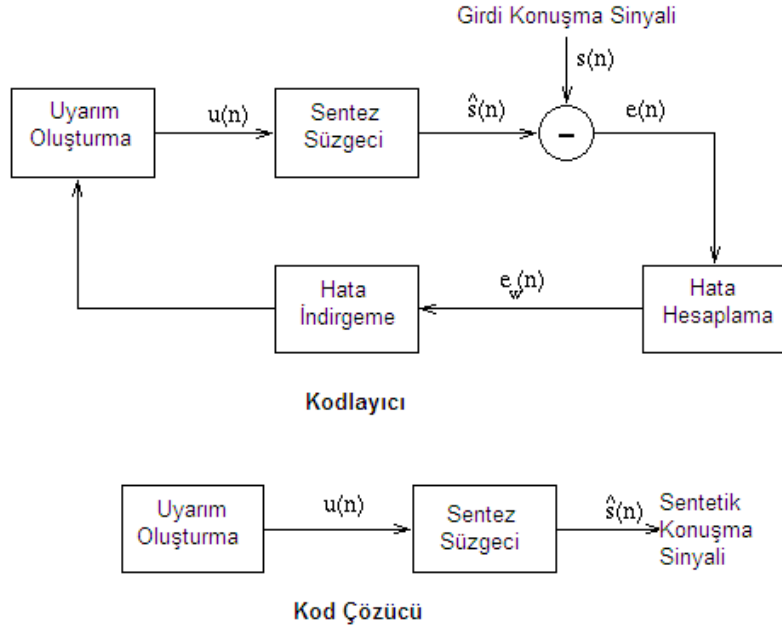 Girdi Konuşma Sinyali
s(n)
Uyarım
Oluşturma
u(n)
Sentez
Süzgeci
ŝ(n)
-
e(n)
Hata
İndirgeme
e_w(n)
Hata
Hesaplama
Kodlayıcı
Uyarım
Oluşturma
u(n)
Sentez
Süzgeci
ŝ(n)
Sentetik
Konuşma
Sinyali
Kod Çözücü